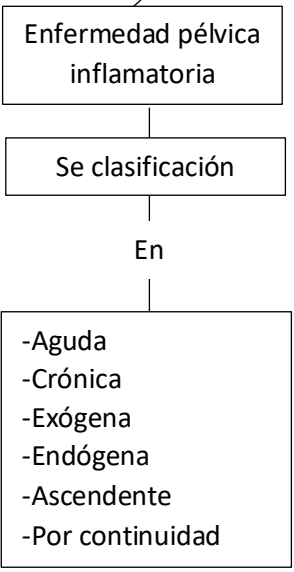 Enfermedad pélvica
inflamatoria
Se clasificación
En
-Aguda
-Crónica
-Exógena
-Endógena
-Ascendente
-Por continuidad